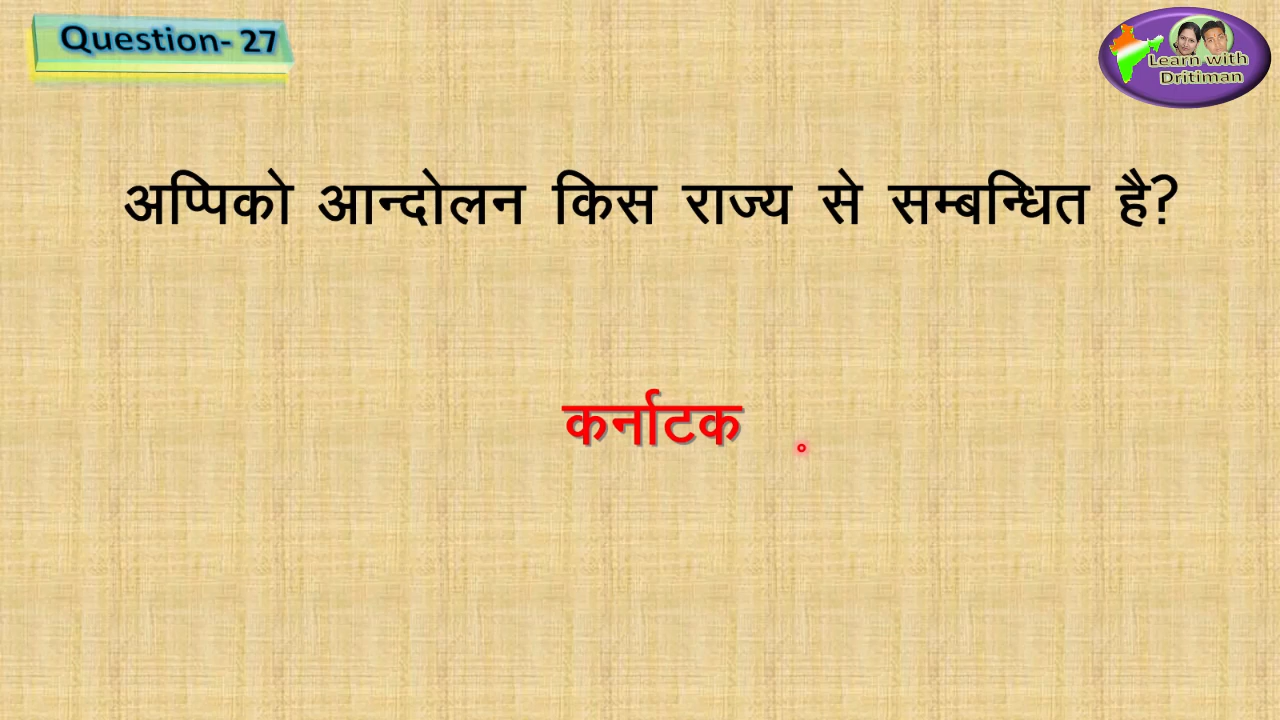 Question- 27
Learn with
Dritiman
अप्पिको आन्दोलन किस राज्य से सम्बन्धित है?
कर्नाटक